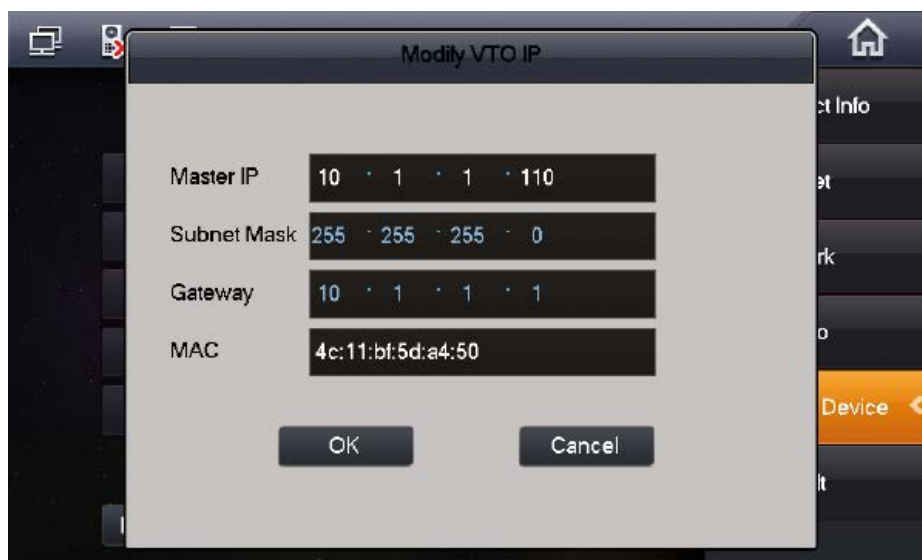 Modify VTO IP
Master IP 10 . 1 . 1 . 110
Subnet Mask 255 . 255 . 255 . 0
Gateway 10 . 1 . 1 . 1
MAC 4c:11:bf:5d:a4:50
OK Cancel
ct Info
et
rk
o
Device
lt